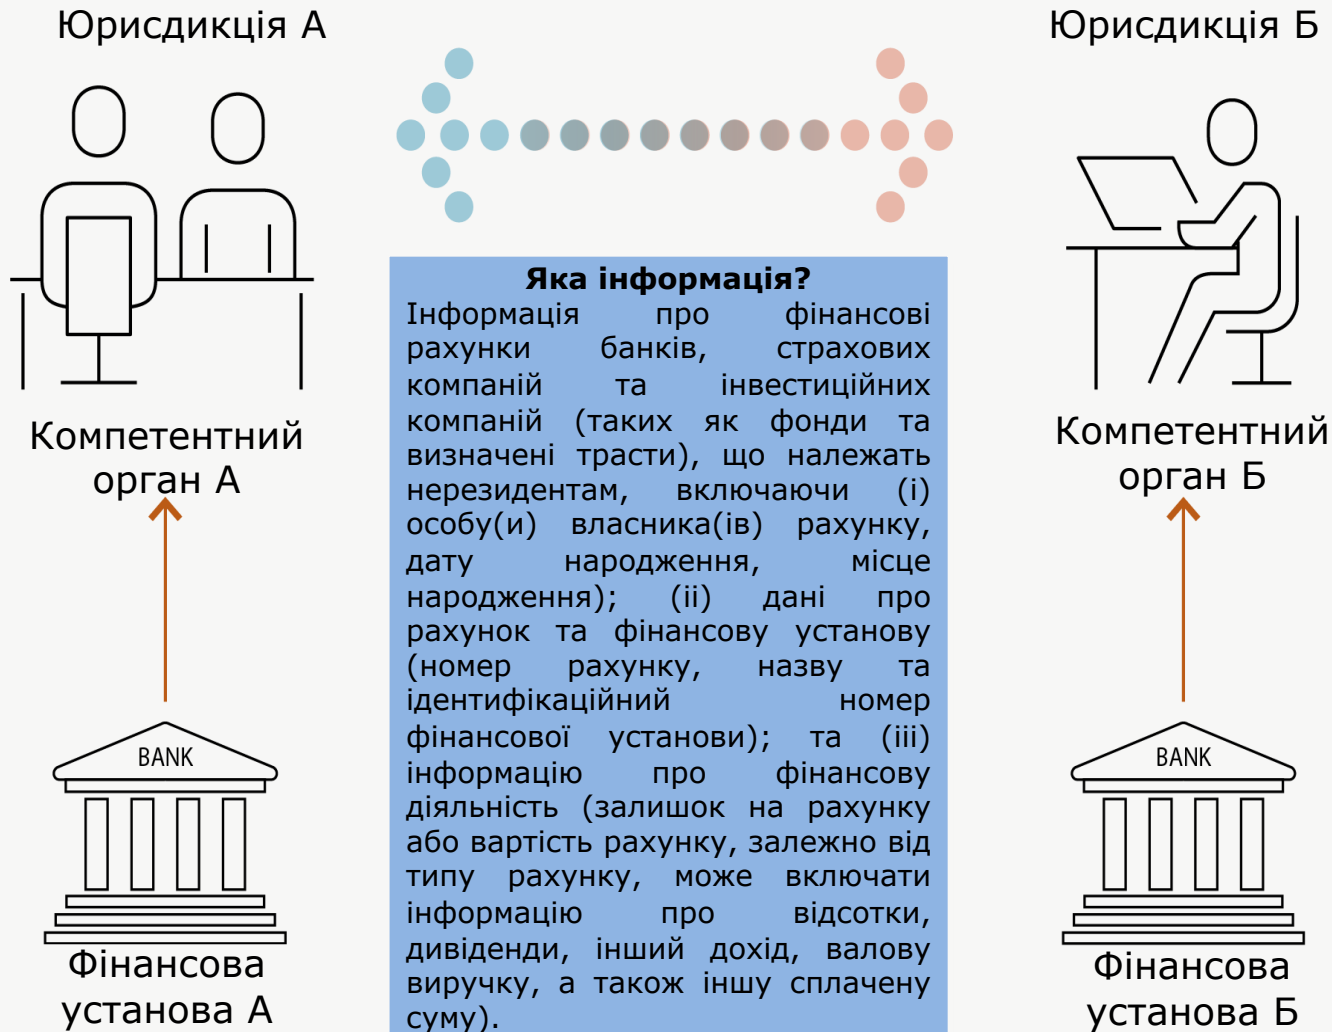 Юрисдикція А
Юрисдикція Б
Компетентний
орган А
Компетентний
орган Б
Яка інформація?
Інформація про фінансові
рахунки банків, страхових
компаній та інвестиційних
компаній (таких як фонди та
визначені трасти), що належать
нерезидентам, включаючи (i)
особу(и) власника(ів) рахунку,
дату народження, місце
народження); (ii) дані про
рахунок та фінансову установу
(номер рахунку, назву та
ідентифікаційний номер
фінансової установи); та (iii)
інформацію про фінансову
діяльність (залишок на рахунку
або вартість рахунку, залежно від
типу рахунку, може включати
інформацію про відсотки,
дивіденди, інший дохід, валову
виручку, а також іншу сплачену
суму).
BANK
Фінансова
установа А
BANK
Фінансова
установа Б